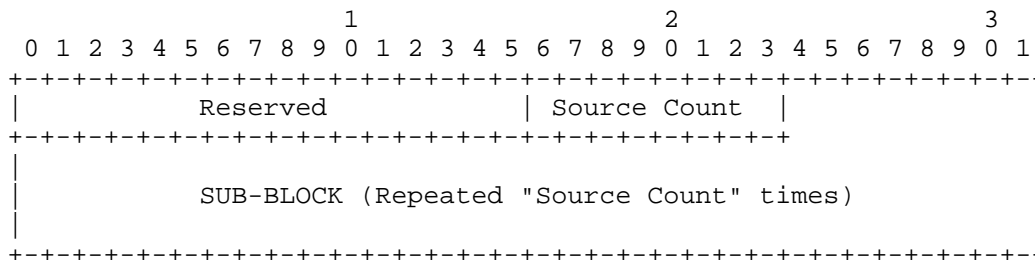 1                   2                   3
 0 1 2 3 4 5 6 7 8 9 0 1 2 3 4 5 6 7 8 9 0 1 2 3 4 5 6 7 8 9 0 1
+-+-+-+-+-+-+-+-+-+-+-+-+-+-+-+-+-+-+-+-+-+-+-+-+-+-+-+-+-+-+-+-
|           Reserved            | Source Count  |
+-+-+-+-+-+-+-+-+-+-+-+-+-+-+-+-+-+-+-+-+-+-+-+-+
|
|           SUB-BLOCK (Repeated "Source Count" times)
|
+-+-+-+-+-+-+-+-+-+-+-+-+-+-+-+-+-+-+-+-+-+-+-+-+-+-+-+-+-+-+-+-